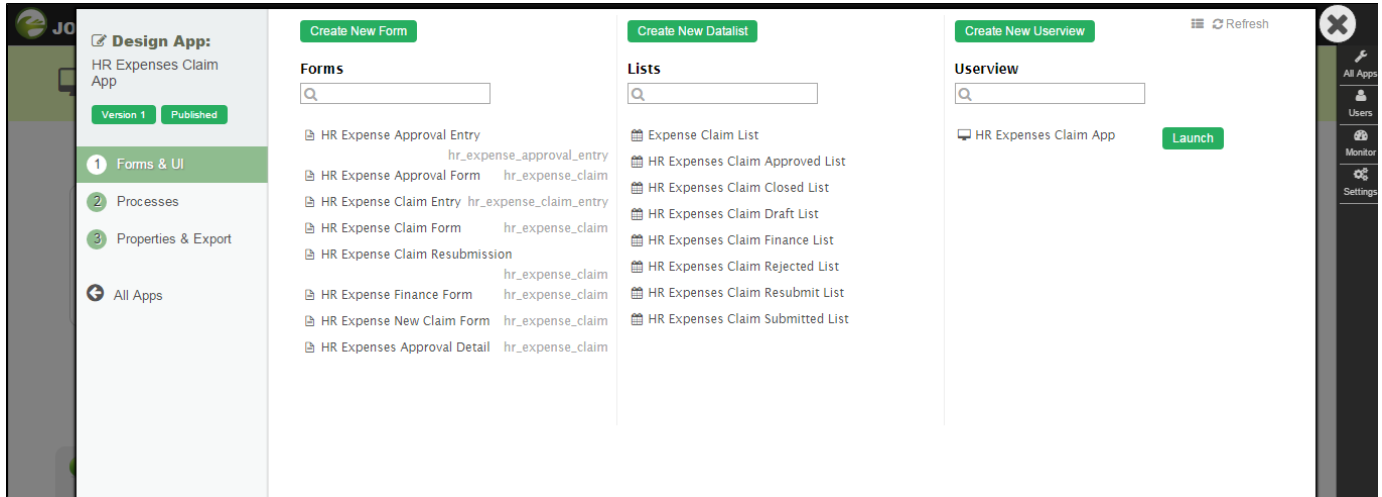 JO
Design App:
HR Expenses Claim
App
Version 1 Published
1 Forms & UI
2 Processes
3 Properties & Export
All Apps
Create New Form
Forms
HR Expense Approval Entry
hr_expense_approval_entry
HR Expense Approval Form hr_expense_claim
HR Expense Claim Entry hr_expense_claim_entry
HR Expense Claim Form hr_expense_claim
HR Expense Claim Resubmission
hr_expense_claim
HR Expense Finance Form hr_expense_claim
HR Expense New Claim Form hr_expense_claim
HR Expenses Approval Detail hr_expense_claim
Create New Datalist
Lists
Expense Claim List
HR Expenses Claim Approved List
HR Expenses Claim Closed List
HR Expenses Claim Draft List
HR Expenses Claim Finance List
HR Expenses Claim Rejected List
HR Expenses Claim Resubmit List
HR Expenses Claim Submitted List
Create New Userview
Userview
HR Expenses Claim App Launch
Refresh
All Apps
Users
Monitor
Settings